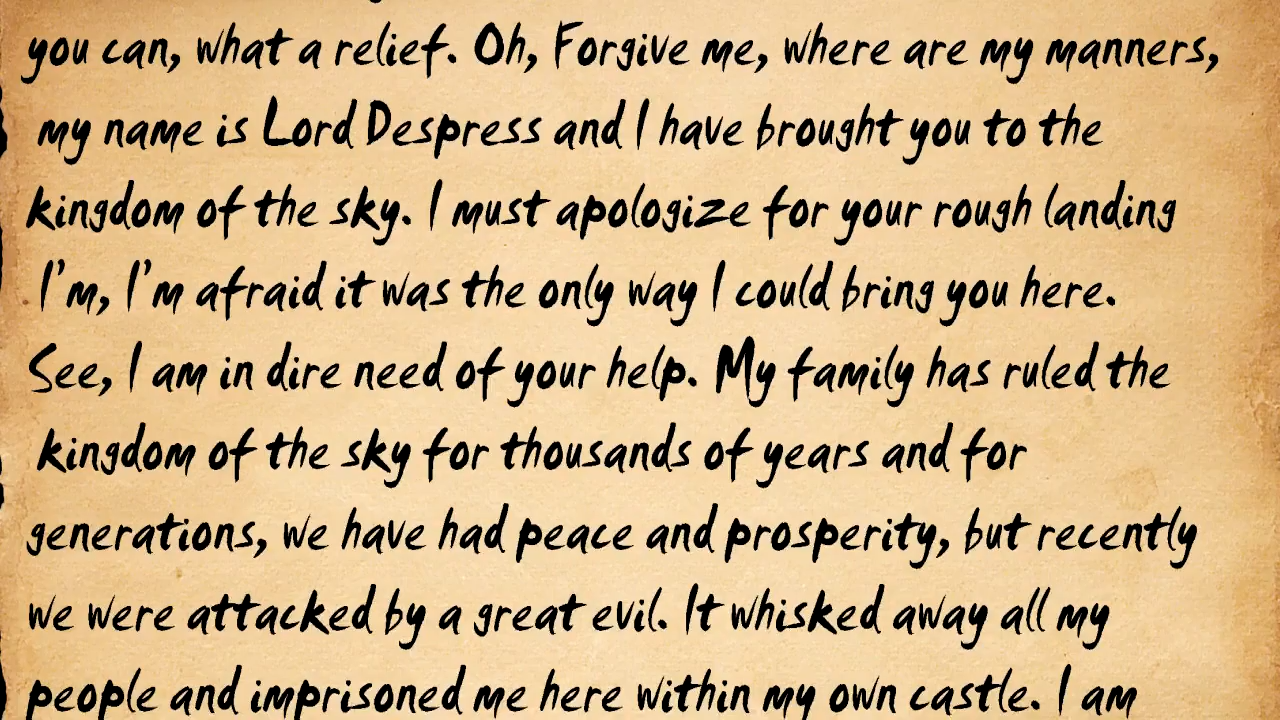 you can, what a relief. Oh, Forgive me, where are my manners,
my name is Lord Despress and I have brought you to the
kingdom of the sky. I must apologize for your rough landing
I'm, I'm afraid it was the only way I could bring you here.
See, I am in dire need of your help. My family has ruled the
kingdom of the sky for thousands of years and for
generations, we have had peace and prosperity, but recently
we were attacked by a great evil. It whisked away all my
people and imprisoned me here within my own castle. I am